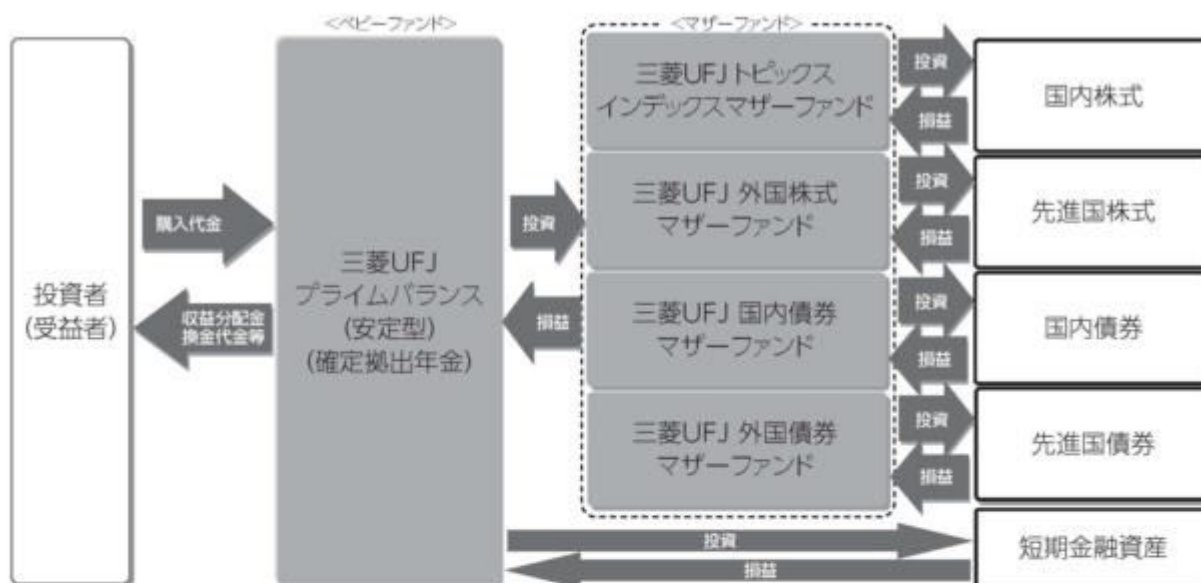 <ベビーファンド>
<マザーファンド>
投資者
(受益者)
購入代金
収益分配金
換金代金等
三菱UFJ
プライムバランス
(安定型)
(確定拠出年金)
投資
損益
三菱UFJ トピックス
インデックスマザーファンド
投資
損益
国内株式
三菱UFJ 外国株式
マザーファンド
投資
損益
先進国株式
三菱UFJ 国内債券
マザーファンド
投資
損益
国内債券
三菱UFJ 外国債券
マザーファンド
投資
損益
先進国債券
投資
損益
短期金融資産